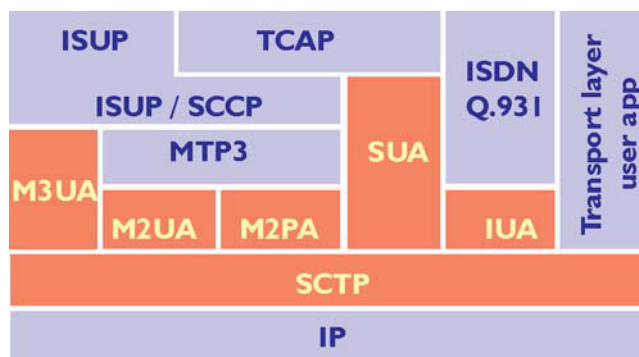 ISUP
TCAP
ISDN
Q.931
Transport layer
user app
ISUP / SCCP
MTP3
SUA
M3UA
M2UA
M2PA
IUA
SCTP
IP